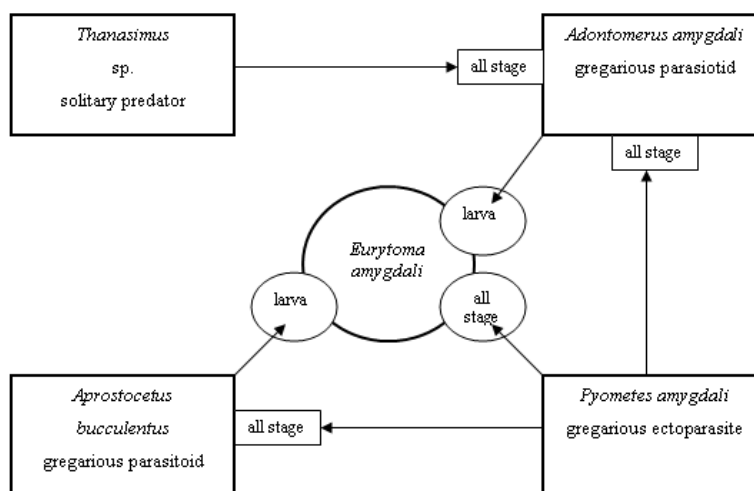 Thanasimus
sp.
solitary predator
all stage
Adontomerus amygdali
gregarious parasiotid
all stage
larva
Eurytoma
amygdali
larva
all
stage
Aprostocetus
bucculentus
gregarious parasitoid
all stage
Pyometes amygdali
gregarious ectoparasite